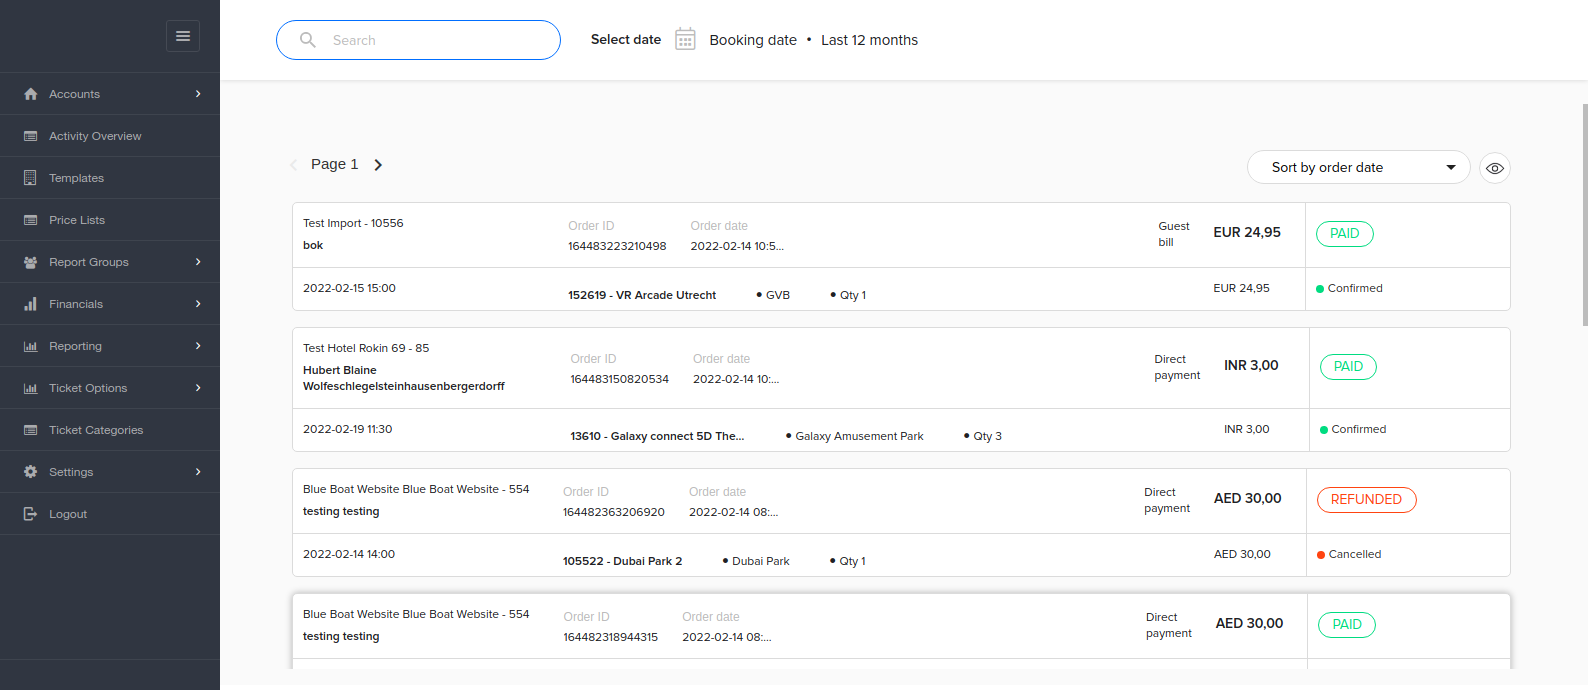 Search
Select date
Booking date • Last 12 months
Accounts
Activity Overview
Templates
Price Lists
Report Groups
Financials
Reporting
Ticket Options
Ticket Categories
Settings
Logout
Page 1
Sort by order date
Test Import - 10556
bok
Order ID
164483223210498
Order date
2022-02-14 10:5...
Guest
bill
EUR 24,95
PAID
2022-02-15 15:00
152619 - VR Arcade Utrecht
• GVB
• Qty 1
EUR 24,95
Confirmed
Test Hotel Rokin 69 - 85
Hubert Blaine
Wolfeschlegelsteinhausenbergerdorff
Order ID
164483150820534
Order date
2022-02-14 10:...
Direct
payment
INR 3,00
PAID
2022-02-19 11:30
13610 - Galaxy connect 5D The...
• Galaxy Amusement Park
• Qty 3
INR 3,00
Confirmed
Blue Boat Website Blue Boat Website - 554
testing testing
Order ID
164482363206920
Order date
2022-02-14 08:...
Direct
payment
AED 30,00
REFUNDED
2022-02-14 14:00
105522 - Dubai Park 2
• Dubai Park
• Qty 1
AED 30,00
Cancelled
Blue Boat Website Blue Boat Website - 554
testing testing
Order ID
164482318944315
Order date
2022-02-14 08:...
Direct
payment
AED 30,00
PAID